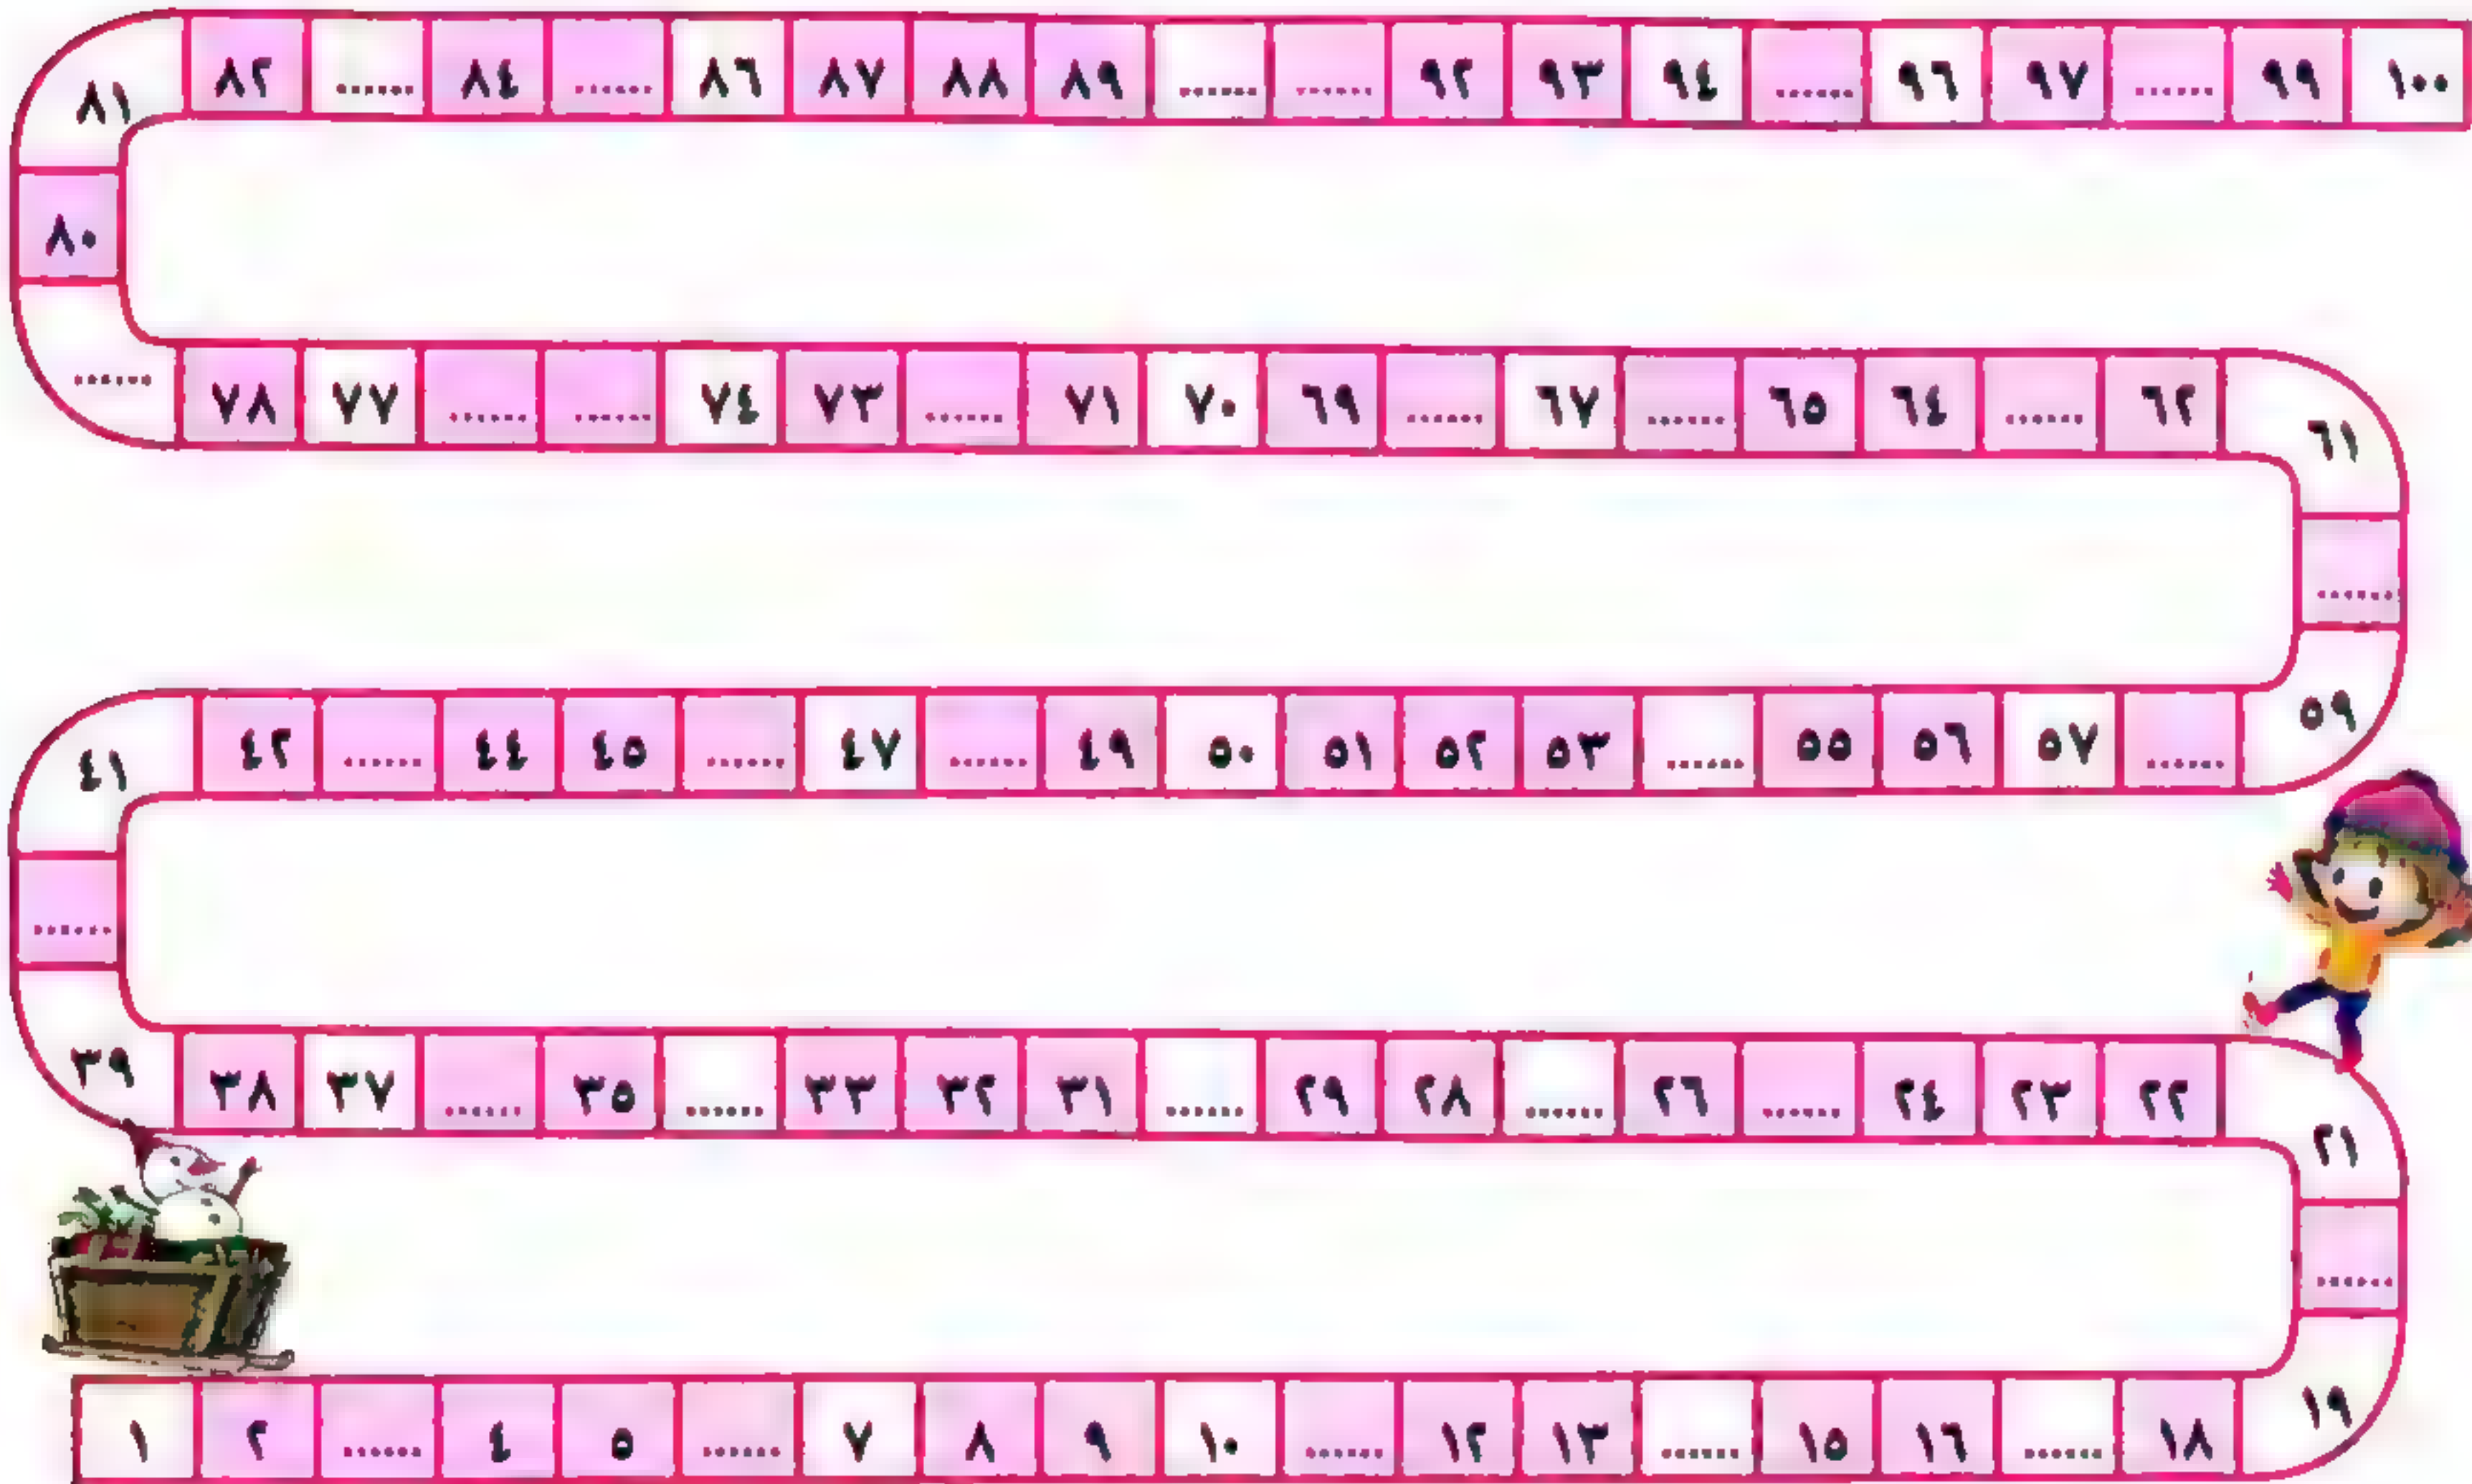 ٨١ ٨٢ ...... ٨٤ ...... ٨٦ ٨٧ ٨٨ ٨٩ ...... ...... ٩٢ ٩٣ ٩٤ ...... ٩٦ ٩٧ ...... ٩٩ ١٠٠
٨٠
...... ٧٨ ٧٧ ...... ...... ٧٤ ٧٣ ...... ٧١ ٧٠ ٦٩ ...... ٦٧ ...... ٦٥ ٦٤ ...... ٦٢ ٦١
......
٤١ ٤٢ ...... ٤٤ ٤٥ ...... ٤٧ ...... ٤٩ ٥٠ ٥١ ٥٢ ٥٣ ...... ٥٥ ٥٦ ٥٧ ...... ٥٩
......
٣٩ ٣٨ ٣٧ ...... ٣٥ ...... ٣٣ ٣٢ ٣١ ...... ٢٩ ٢٨ ...... ٢٦ ...... ٢٤ ٢٣ ٢٢ ٢١
......
١ ٢ ...... ٤ ٥ ...... ٧ ٨ ٩ ١٠ ...... ١٢ ١٣ ...... ١٥ ١٦ ...... ١٨ ١٩